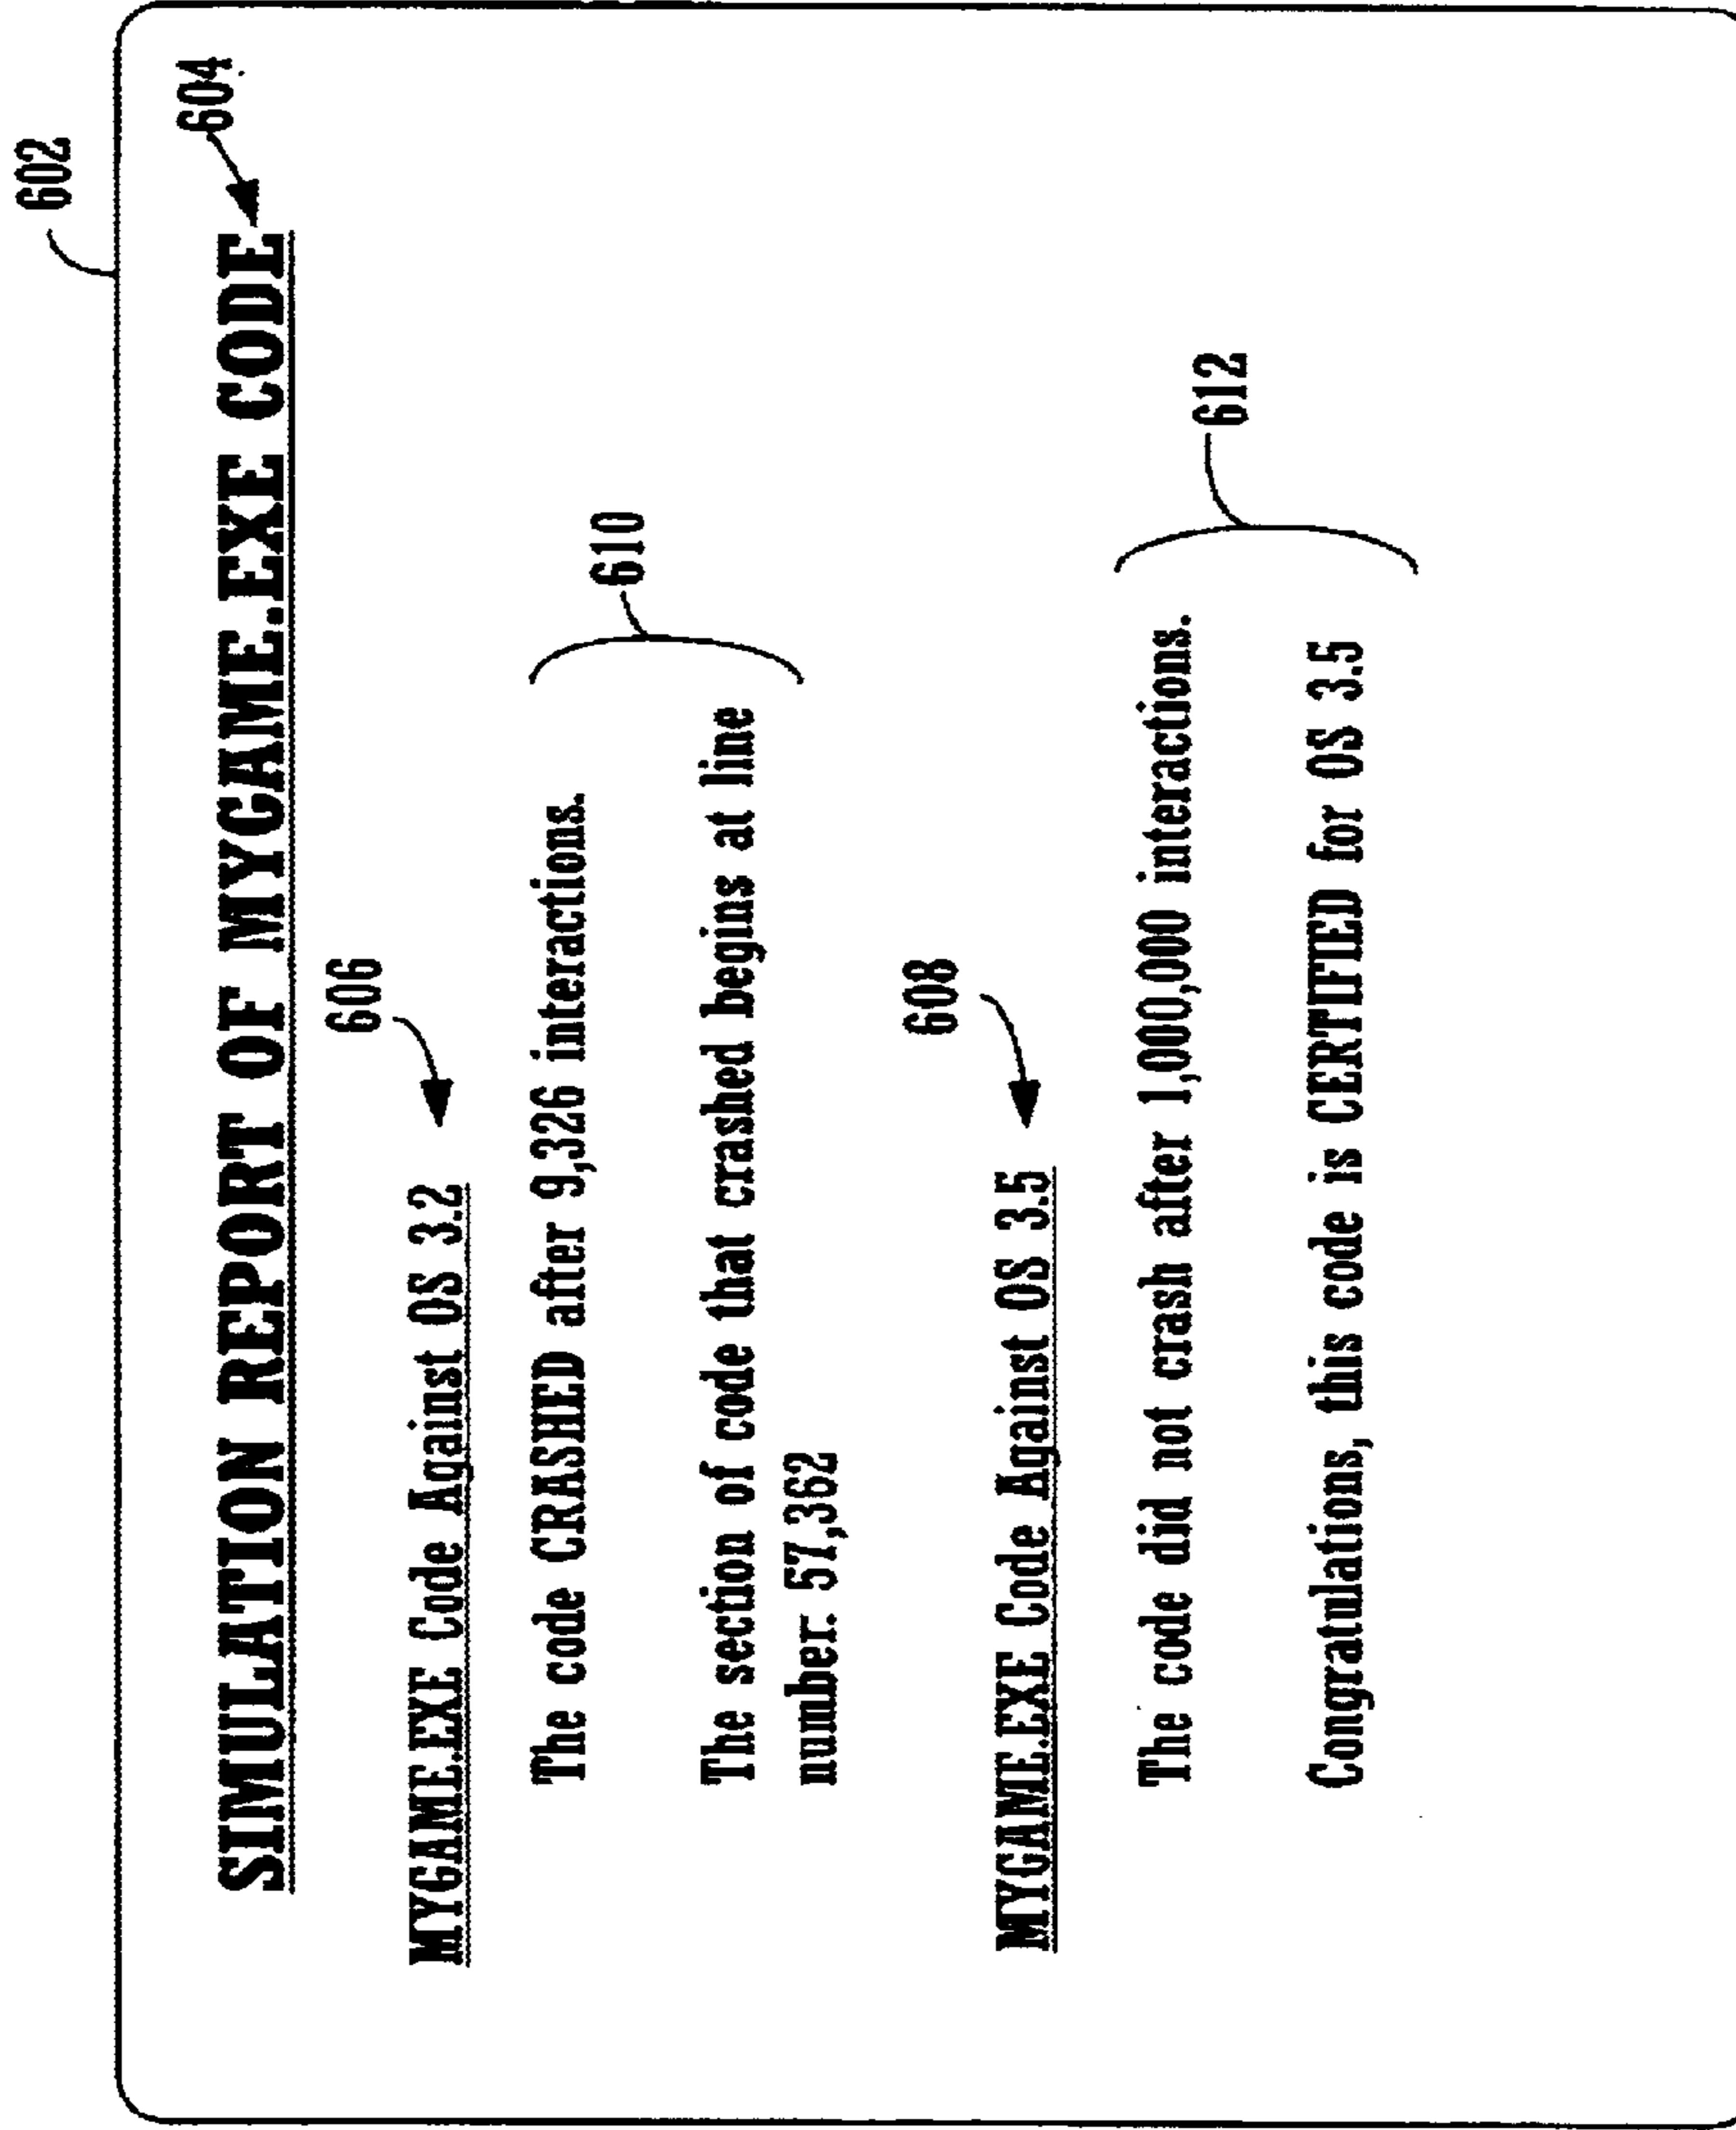 602
604
SIMULATION REPORT OF MYGAME.EXE CODE
606
MYGAME.EXE Code Against OS 3.2
The code CRASHED after 9,326 interactions.
610
The section of code that crashed begins at line
number: 57,362
608
MYGAME.EXE Code Against OS 3.5
The code did not crash after 1,000,000 interactions.
612
Congratulations, this code is CERTIFIED for OS 3.5